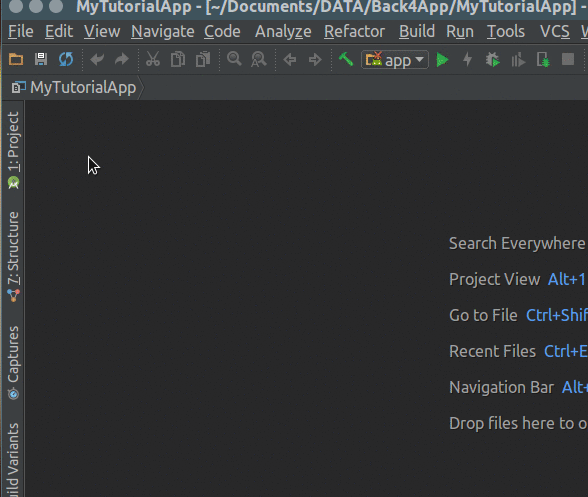 MyTutorialApp - [~/Documents/DATA/Back4App/MyTutorialApp] -
File Edit View Navigate Code Analyze Refactor Build Run Tools VCS
app
MyTutorialApp
1: Project
7: Structure
Captures
ild Variants
Search Everywhere
Project View Alt+1
Go to File Ctrl+Shif
Recent Files Ctrl+E
Navigation Bar Alt+
Drop files here to o